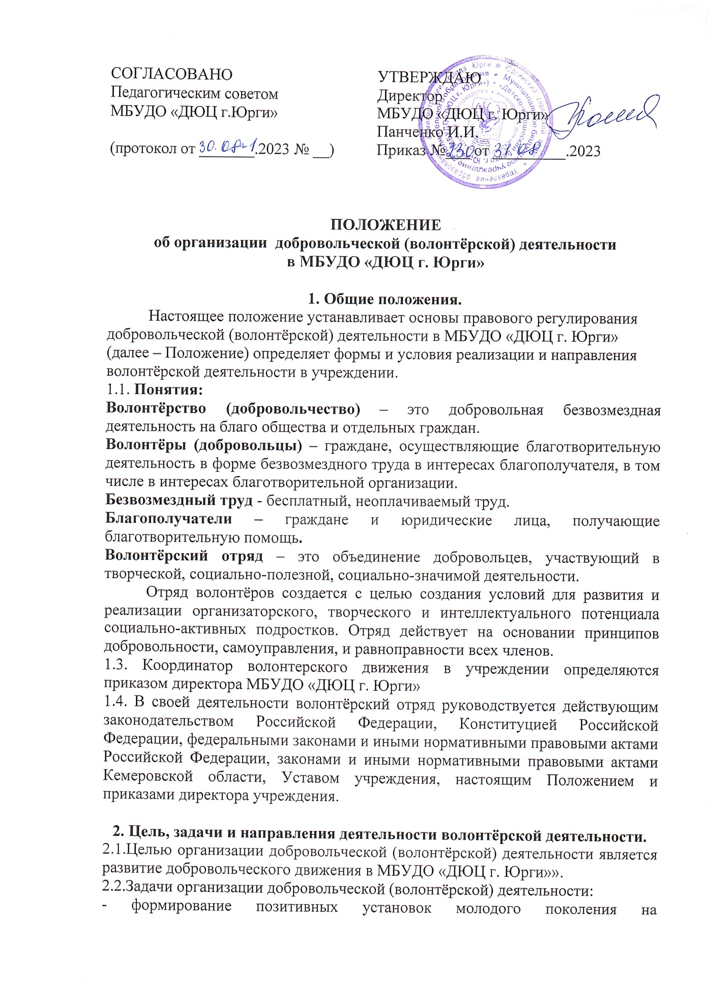 СОГЛАСОВАНО
Педагогическим советом
МБУДО «ДЮЦ г.Юрги»
(протокол от 30.08 .2023 № __)
УТВЕРЖДАЮ
Директор
МБУДО «ДЮЦ г. Юрги»
Панченко И.И.
Приказ № 230 от 31.08 .2023
ПОЛОЖЕНИЕ
об организации добровольческой (волонтёрской) деятельности
в МБУДО «ДЮЦ г. Юрги»
1. Общие положения.
Настоящее положение устанавливает основы правового регулирования
добровольческой (волонтёрской) деятельности в МБУДО «ДЮЦ г. Юрги»
(далее – Положение) определяет формы и условия реализации и направления
волонтёрской деятельности в учреждении.
1.1. Понятия:
Волонтёрство (добровольчество) – это добровольная безвозмездная
деятельность на благо общества и отдельных граждан.
Волонтёры (добровольцы) – граждане, осуществляющие благотворительную
деятельность в форме безвозмездного труда в интересах благополучателя, в том
числе в интересах благотворительной организации.
Безвозмездный труд - бесплатный, неоплачиваемый труд.
Благополучатели – граждане и юридические лица, получающие
благотворительную помощь.
Волонтёрский отряд – это объединение добровольцев, участвующий в
творческой, социально-полезной, социально-значимой деятельности.
Отряд волонтёров создается с целью создания условий для развития и
реализации организаторского, творческого и интеллектуального потенциала
социально-активных подростков. Отряд действует на основании принципов
добровольности, самоуправления, и равноправности всех членов.
1.3. Координатор волонтерского движения в учреждении определяются
приказом директора МБУДО «ДЮЦ г. Юрги»
1.4. В своей деятельности волонтёрский отряд руководствуется действующим
законодательством Российской Федерации, Конституцией Российской
Федерации, федеральными законами и иными нормативными правовыми актами
Российской Федерации, законами и иными нормативными правовыми актами
Кемеровской области, Уставом учреждения, настоящим Положением и
приказами директора учреждения.
2. Цель, задачи и направления деятельности волонтёрской деятельности.
2.1.Целью организации добровольческой (волонтёрской) деятельности является
развитие добровольческого движения в МБУДО «ДЮЦ г. Юрги»».
2.2.Задачи организации добровольческой (волонтёрской) деятельности:
- формирование позитивных установок молодого поколения на